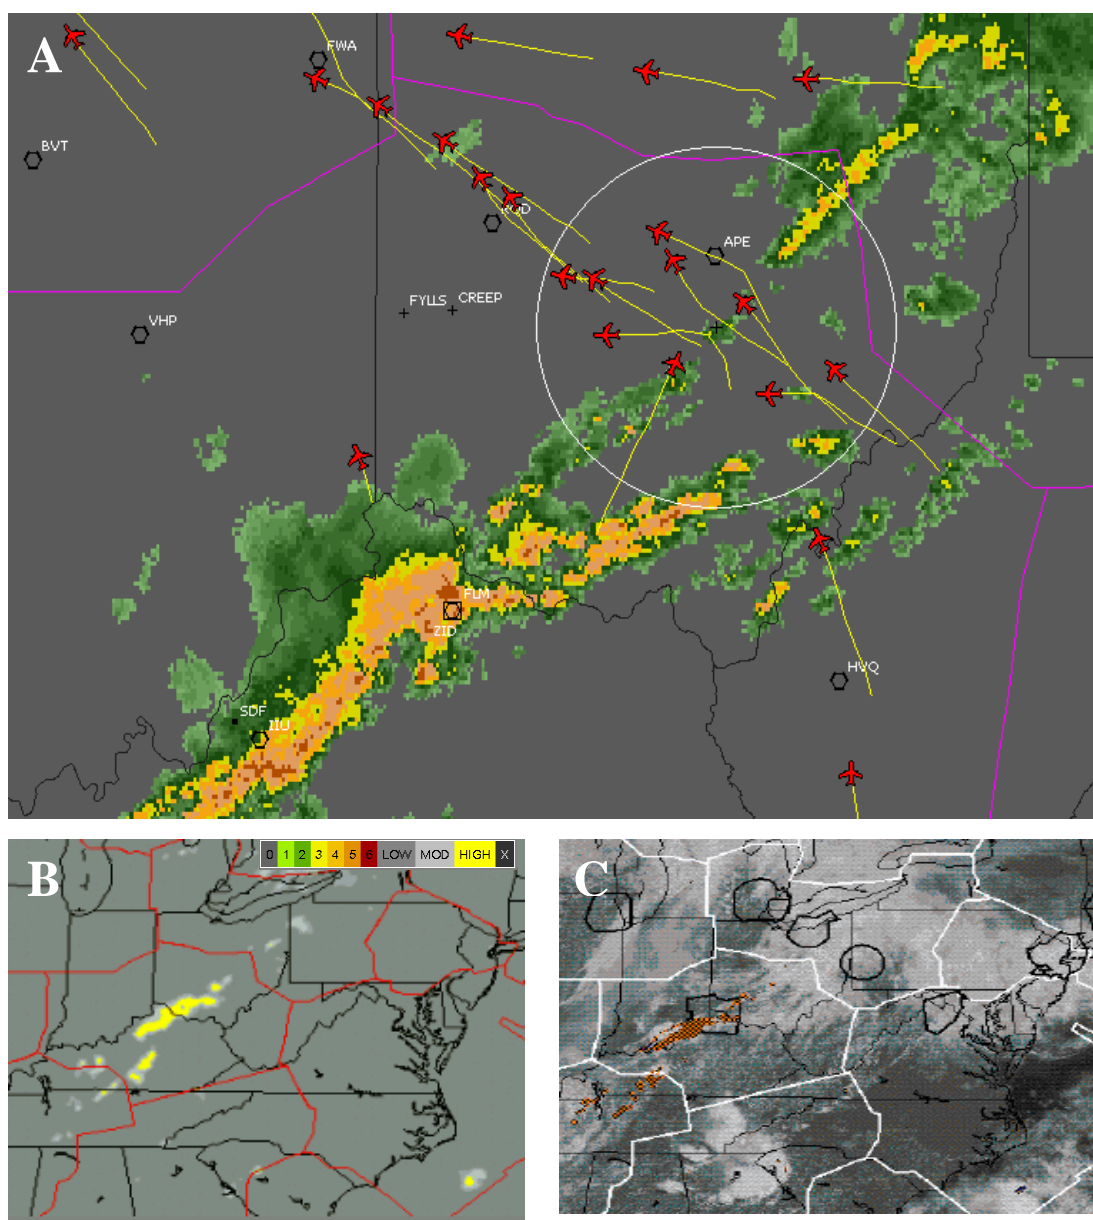 A
FWA
BVT
ROD
APE
FYLLS CREEP
VHP
FLM
ZID
HVQ
SDF
IIU
B
0 1 2 3 4 5 6 LOW MOD HIGH X
C